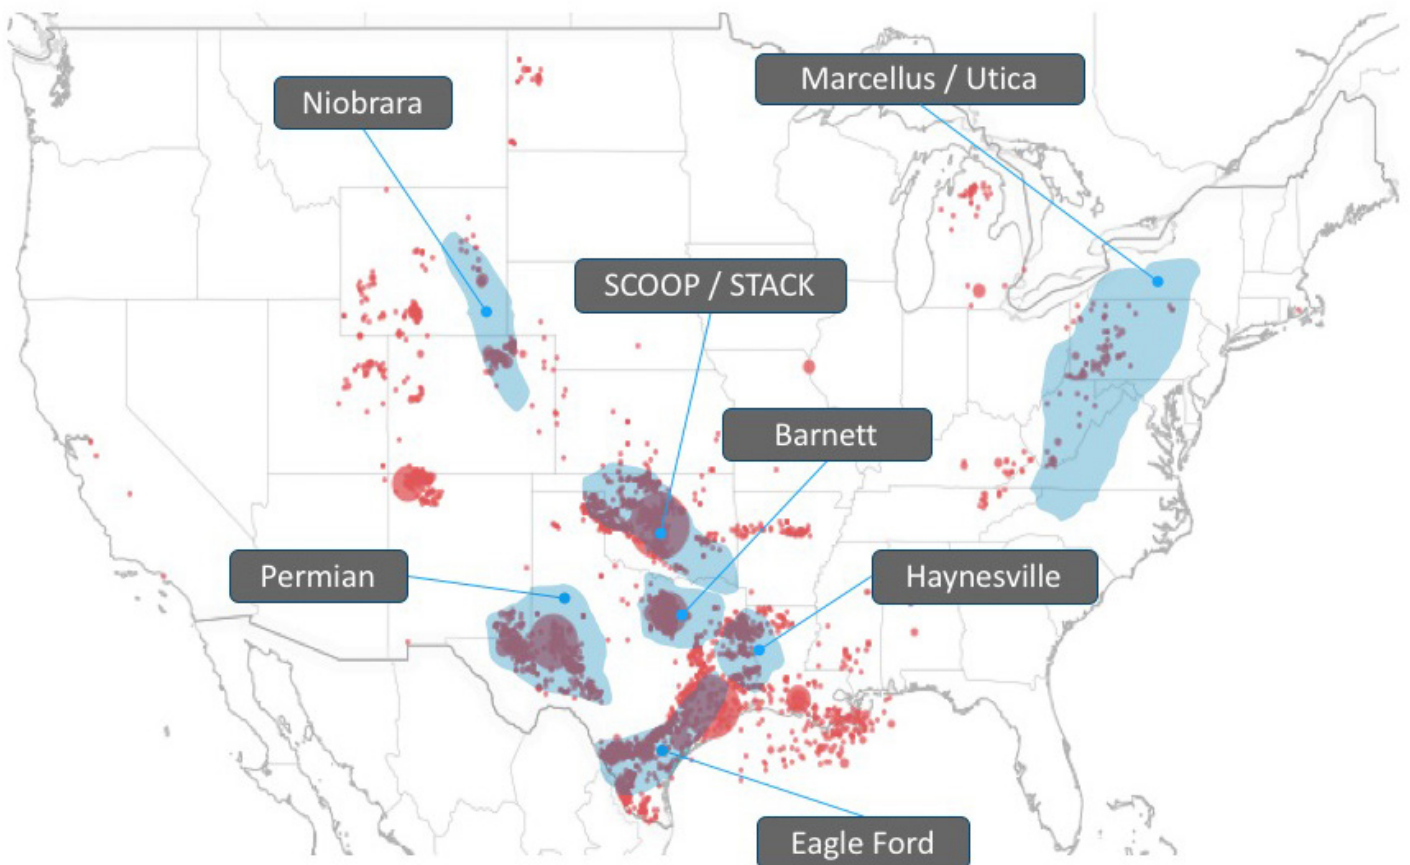 Marcellus / Utica
Niobrara
SCOOP / STACK
Barnett
Permian
Haynesville
Eagle Ford